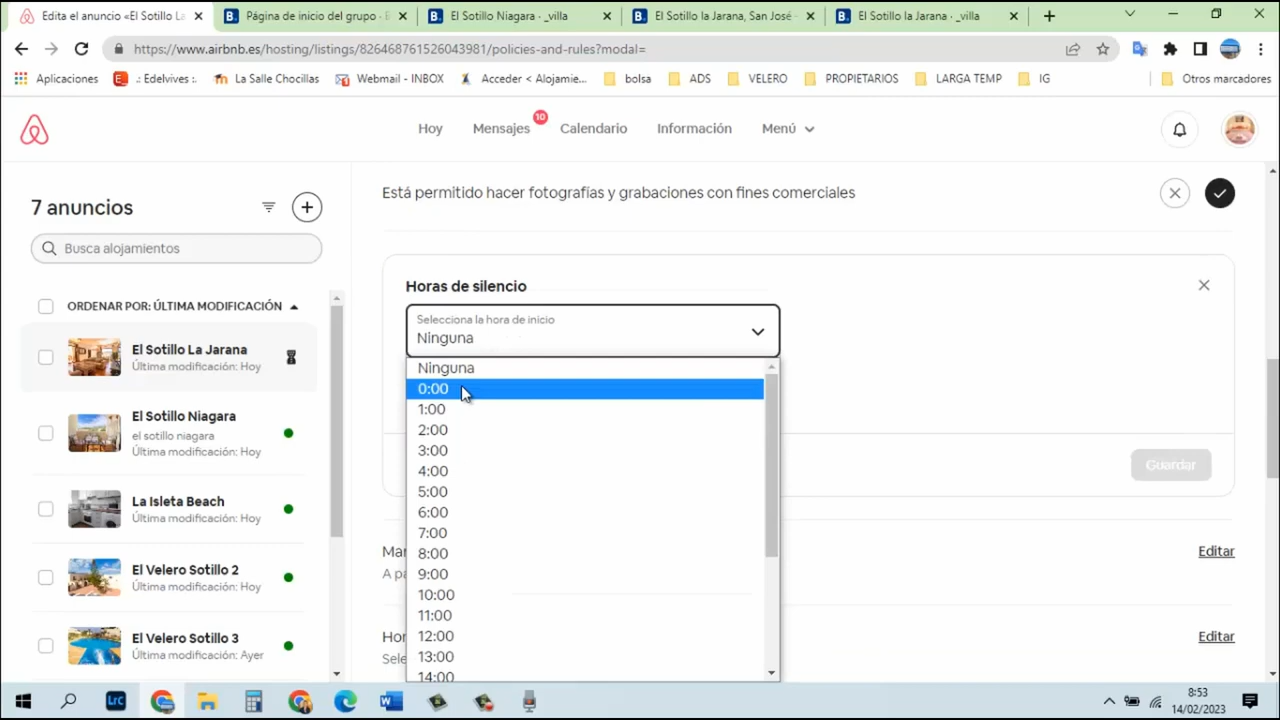 Edita el anuncio «El Sotillo La
Página de inicio del grupo ·
El Sotillo Niagara · _villa
El Sotillo la Jarana, San José
El Sotillo la Jarana · _villa
https://www.airbnb.es/hosting/listings/826468761526043981/policies-and-rules?modal=
Aplicaciones
.: Edelvives :.
La Salle Chocillas
Webmail - INBOX
Acceder < Alojamie...
bolsa
ADS
VELERO
PROPIETARIOS
LARGA TEMP
IG
Otros marcadores
Hoy
Mensajes
10
Calendario
Información
Menú
7 anuncios
Busca alojamientos
ORDENAR POR: ÚLTIMA MODIFICACIÓN
El Sotillo La Jarana
Última modificación: Hoy
El Sotillo Niagara
el sotillo niagara
Última modificación: Hoy
La Isleta Beach
Última modificación: Hoy
El Velero Sotillo 2
Última modificación: Hoy
El Velero Sotillo 3
Última modificación: Ayer
Está permitido hacer fotografías y grabaciones con fines comerciales
Horas de silencio
Selecciona la hora de inicio
Ninguna
Ninguna
0:00
1:00
2:00
3:00
4:00
5:00
6:00
7:00
8:00
9:00
10:00
11:00
12:00
13:00
14:00
Guardar
Mar
A pa
Editar
Hor
Sele
Editar
LrC
8:53
14/02/2023